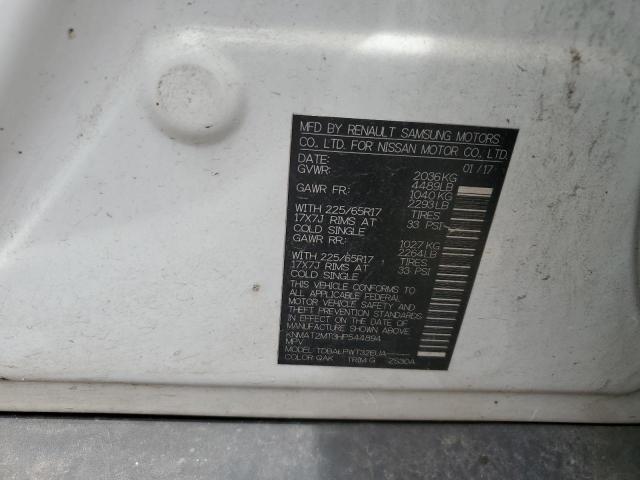 MFD BY RENAULT SAMSUNG MOTORS
CO., LTD. FOR NISSAN MOTOR CO., LTD.
DATE: 01/17
GVWR: 2036KG
4489LB
GAWR FR: 1040KG
2293LB
WITH 225/65R17 TIRES
17X7J RIMS AT 33 PSI
COLD SINGLE
GAWR RR: 1027 KG
2264LB
WITH 225/65R17 TIRES
17X7J RIMS AT 33 PSI
COLD SINGLE
THIS VEHICLE CONFORMS TO
ALL APPLICABLE FEDERAL
MOTOR VEHICLE SAFETY AND
THEFT PREVENTION STANDARDS
IN EFFECT ON THE DATE OF
MANUFACTURE SHOWN ABOVE
KNMAT2MT3HP544894
MPV
MODEL
COLOR QAK TRIM G 2530A